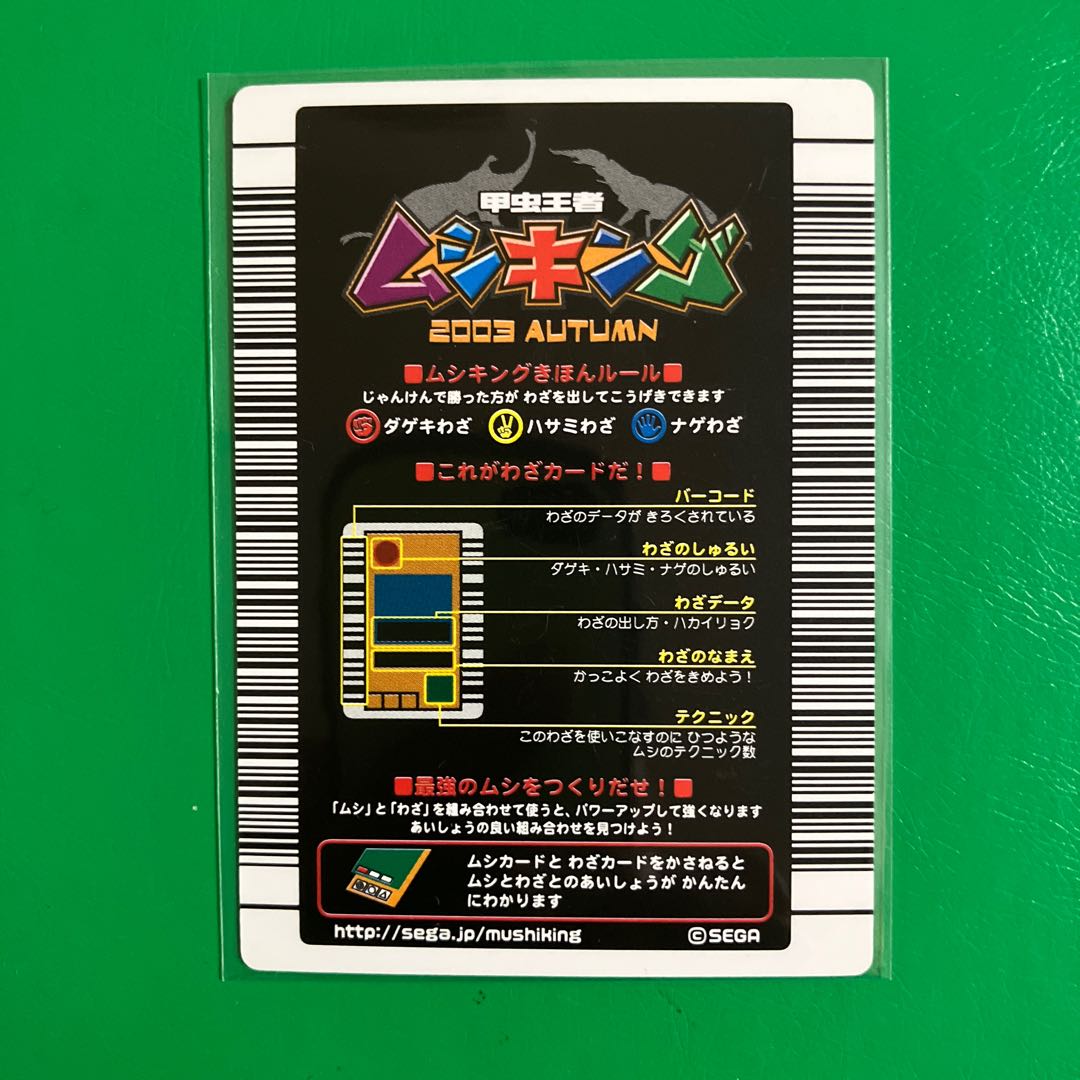 甲虫王者
ムシキング
2003 AUTUMN
■ムシキングきほんルール■
じゃんけんで勝った方が わざを出してこうげきできます
ダゲキわざ ハサミわざ ナゲわざ
■これがわざカードだ！■
バーコード
わざのデータが きろくされている
わざのしゅるい
ダゲキ・ハサミ・ナゲのしゅるい
わざデータ
わざの出し方・ハカイリョク
わざのなまえ
かっこよく わざをきめよう！
テクニック
このわざを使いこなすのに ひつような
ムシのテクニック数
■最強のムシをつくりだせ！■
「ムシ」と「わざ」を組み合わせて使うと、パワーアップして強くなります
あいしょうの良い組み合わせを見つけよう！
ムシカードと わざカードをかさねると
ムシとわざとのあいしょうが かんたん
にわかります
http://sega.jp/mushiking ©SEGA